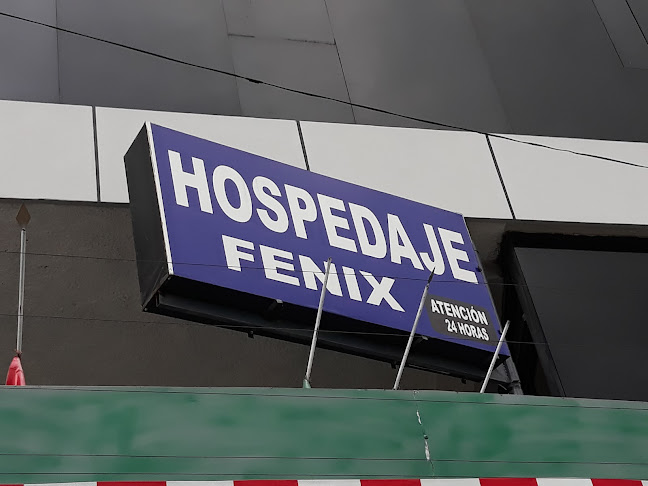 HOSPEDAJE
FENIX
ATENCIÓN
24 HORAS